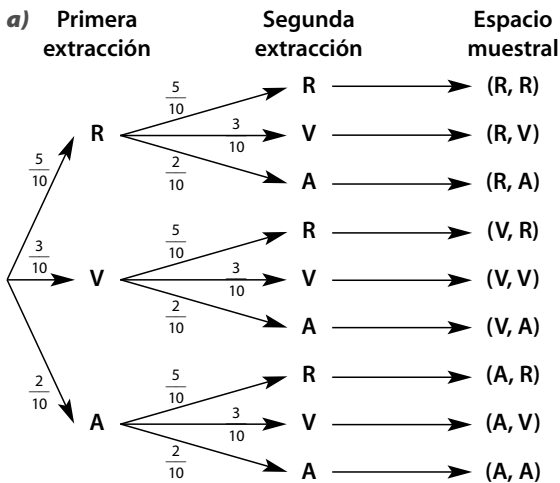 a) Primera extracción Segunda extracción Espacio muestral
5/10 R (R, R)
R 3/10 V (R, V)
5/10 2/10 A (R, A)
5/10 R (V, R)
3/10 V 3/10 V (V, V)
2/10 A (V, A)
2/10 5/10 R (A, R)
A 3/10 V (A, V)
2/10 A (A, A)